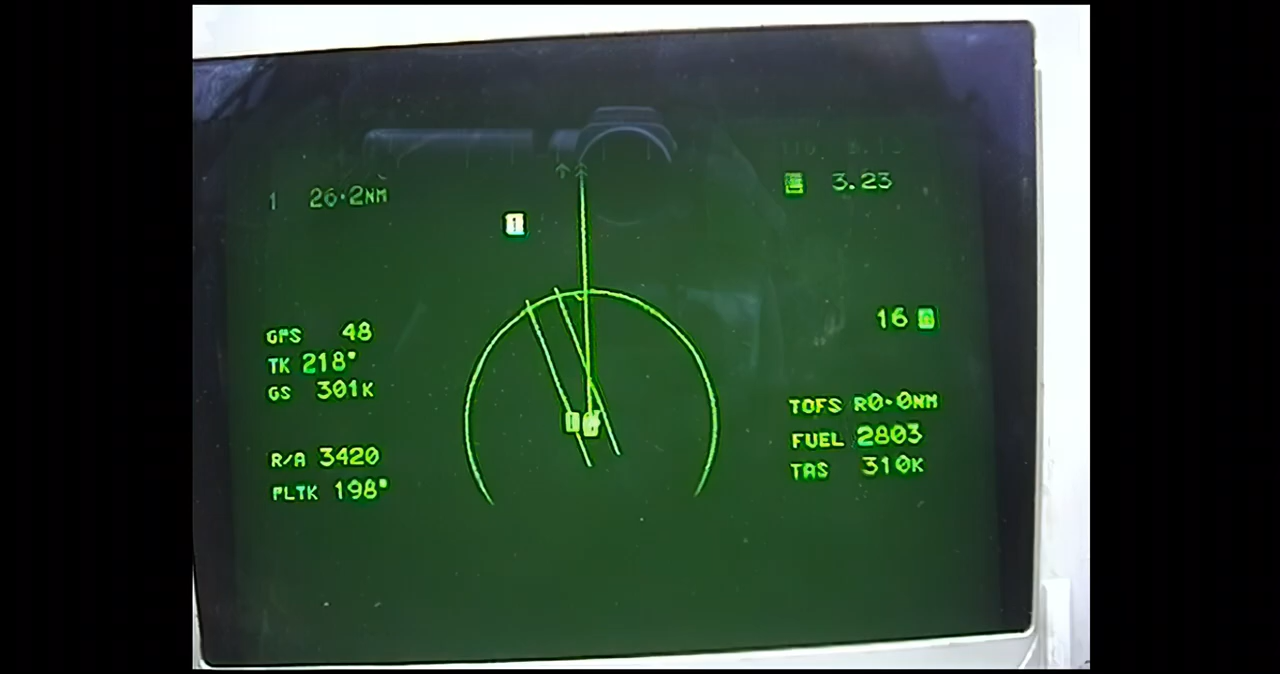 1 26.2NM
3.23
1
GPS 48
TK 218°
GS 301K
16
R/A 3420
PLTK 198°
TOFS R0.0NM
FUEL 2803
TAS 310K